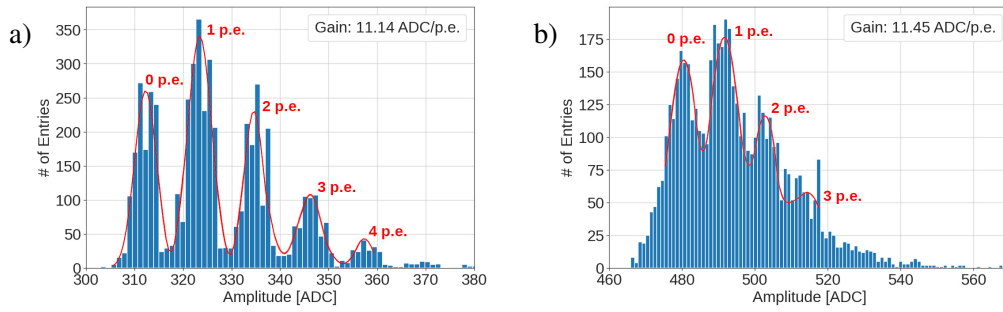 a)
Gain: 11.14 ADC/p.e.
0 p.e.
1 p.e.
2 p.e.
3 p.e.
4 p.e.
# of Entries
350
300
250
200
150
100
50
0
300 310 320 330 340 350 360 370 380
Amplitude [ADC]
b)
Gain: 11.45 ADC/p.e.
0 p.e.
1 p.e.
2 p.e.
3 p.e.
# of Entries
175
150
125
100
75
50
25
0
460 480 500 520 540 560
Amplitude [ADC]